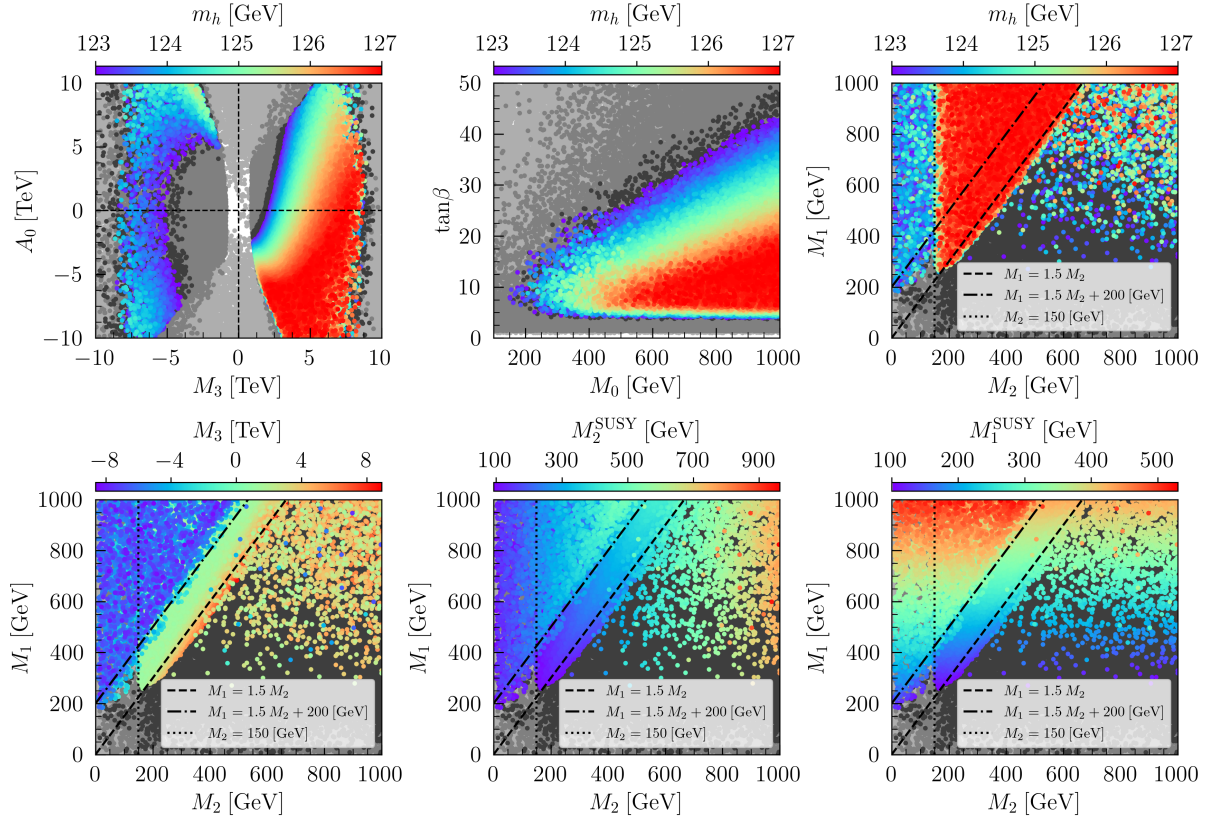 m_h [GeV]
123 124 125 126 127
A_0 [TeV]
10
5
0
−5
−10
−10 −5 0 5 10
M_3 [TeV]
m_h [GeV]
123 124 125 126 127
tanβ
50
40
30
20
10
0
200 400 600 800 1000
M_0 [GeV]
m_h [GeV]
123 124 125 126 127
M_1 [GeV]
1000
800
600
400
200
0
M_1 = 1.5 M_2
M_1 = 1.5 M_2 + 200 [GeV]
M_2 = 150 [GeV]
0 200 400 600 800 1000
M_2 [GeV]
M_3 [TeV]
−8 −4 0 4 8
M_1 [GeV]
1000
800
600
400
200
0
M_1 = 1.5 M_2
M_1 = 1.5 M_2 + 200 [GeV]
M_2 = 150 [GeV]
0 200 400 600 800 1000
M_2 [GeV]
M_2^SUSY [GeV]
100 300 500 700 900
M_1 [GeV]
1000
800
600
400
200
0
M_1 = 1.5 M_2
M_1 = 1.5 M_2 + 200 [GeV]
M_2 = 150 [GeV]
0 200 400 600 800 1000
M_2 [GeV]
M_1^SUSY [GeV]
100 200 300 400 500
M_1 [GeV]
1000
800
600
400
200
0
M_1 = 1.5 M_2
M_1 = 1.5 M_2 + 200 [GeV]
M_2 = 150 [GeV]
0 200 400 600 800 1000
M_2 [GeV]